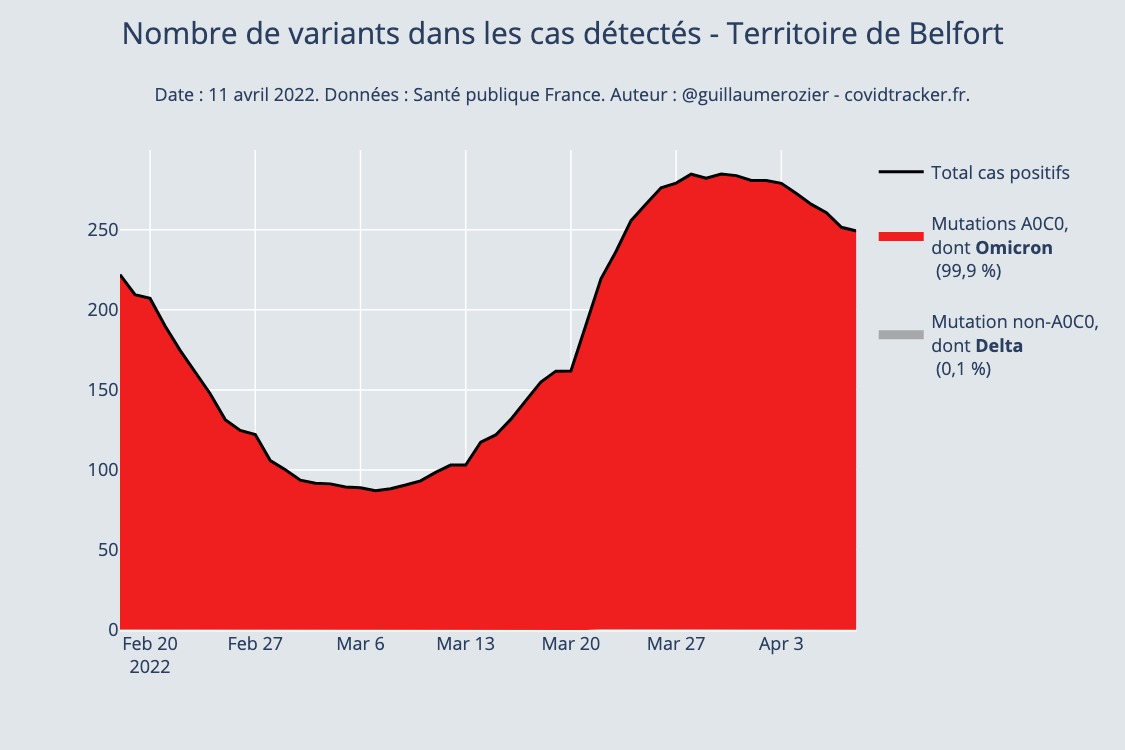 Nombre de variants dans les cas détectés - Territoire de Belfort
Date : 11 avril 2022. Données : Santé publique France. Auteur : @guillaumerozier - covidtracker.fr.
Total cas positifs
Mutations A0C0,
dont Omicron
(99,9 %)
Mutation non-A0C0,
dont Delta
(0,1 %)
250
200
150
100
50
0
Feb 20 Feb 27 Mar 6 Mar 13 Mar 20 Mar 27 Apr 3
2022